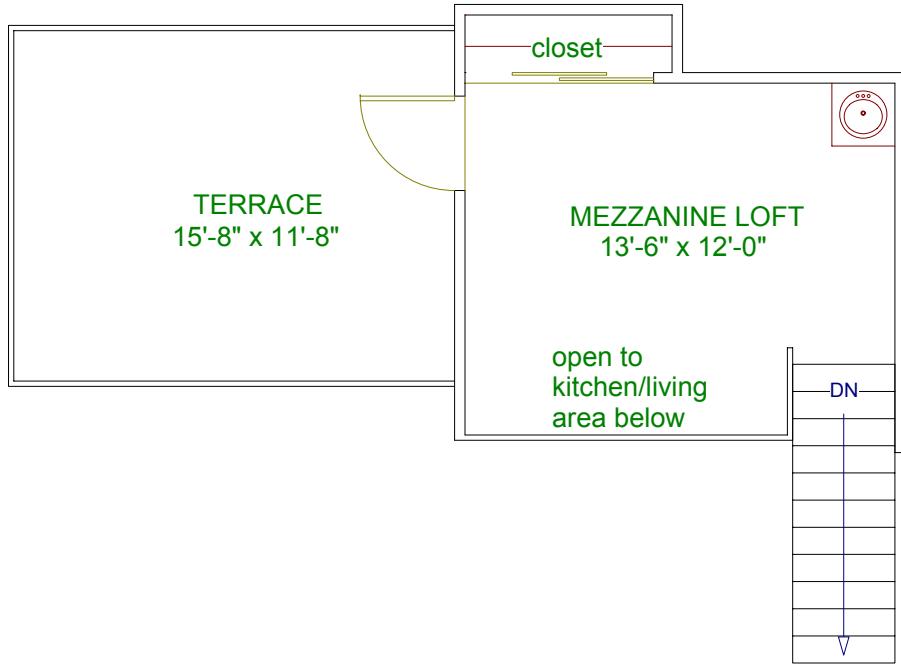 closet
TERRACE
15'-8" x 11'-8"
MEZZANINE LOFT
13'-6" x 12'-0"
open to
kitchen/living
area below
DN